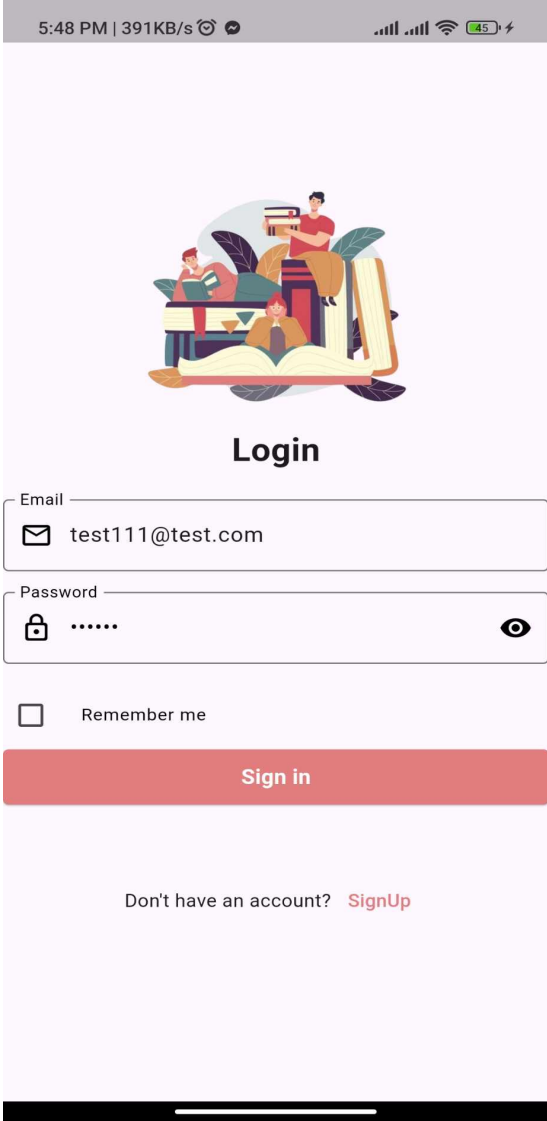 5:48 PM | 391KB/s 45
Login
Email
test111@test.com
Password
••••••
Remember me
Sign in
Don't have an account? SignUp